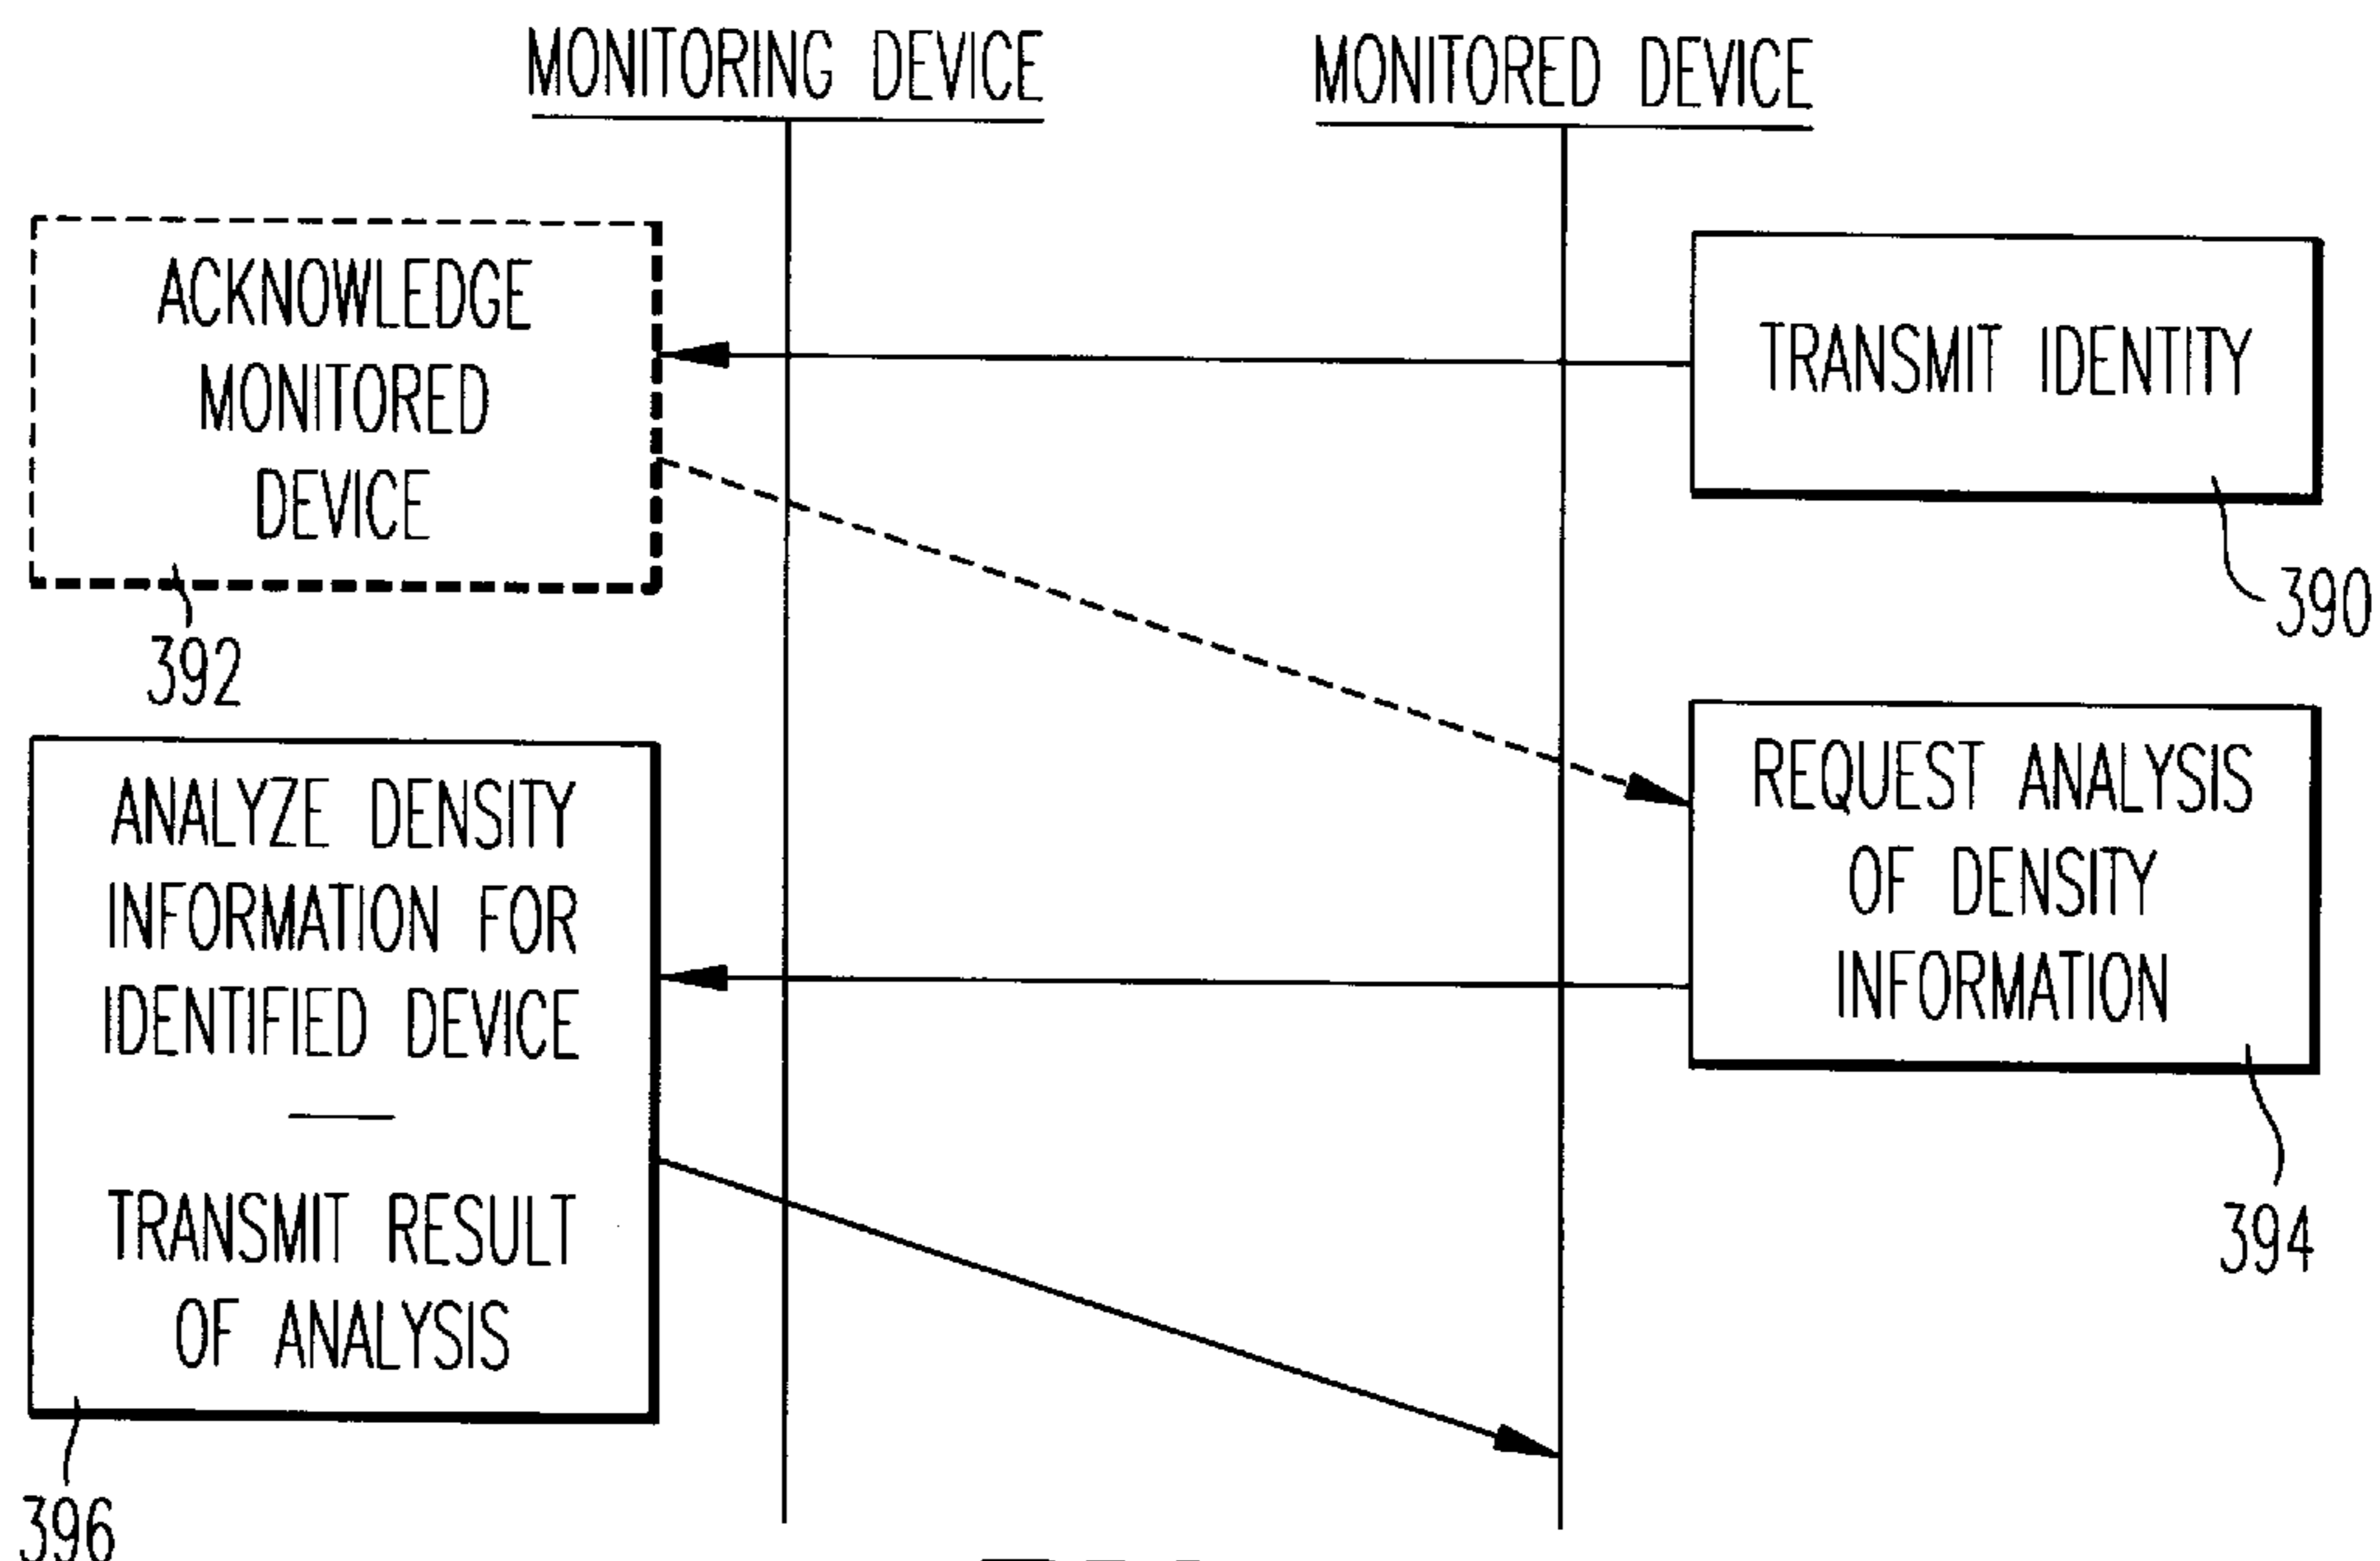 MONITORING DEVICE
MONITORED DEVICE
ACKNOWLEDGE
MONITORED
DEVICE
392
TRANSMIT IDENTITY
390
REQUEST ANALYSIS
OF DENSITY
INFORMATION
394
ANALYZE DENSITY
INFORMATION FOR
IDENTIFIED DEVICE
TRANSMIT RESULT
OF ANALYSIS
396